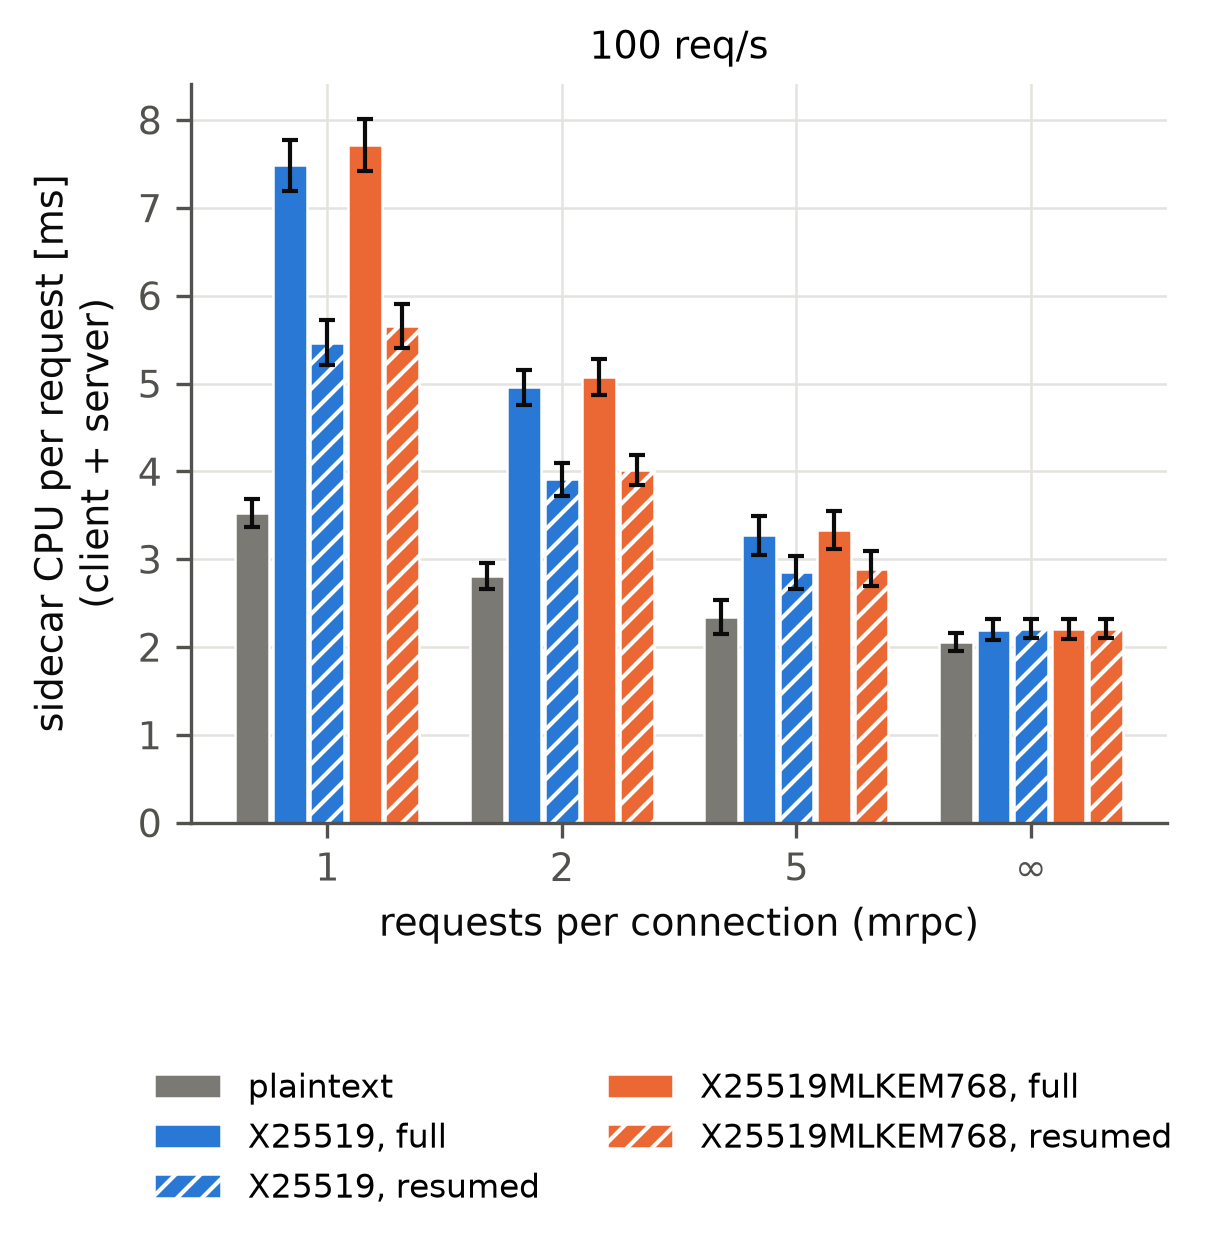 100 req/s
sidecar CPU per request [ms]
(client + server)
8
7
6
5
4
3
2
1
0
1 2 5 ∞
requests per connection (mrpc)
plaintext
X25519, full
X25519, resumed
X25519MLKEM768, full
X25519MLKEM768, resumed